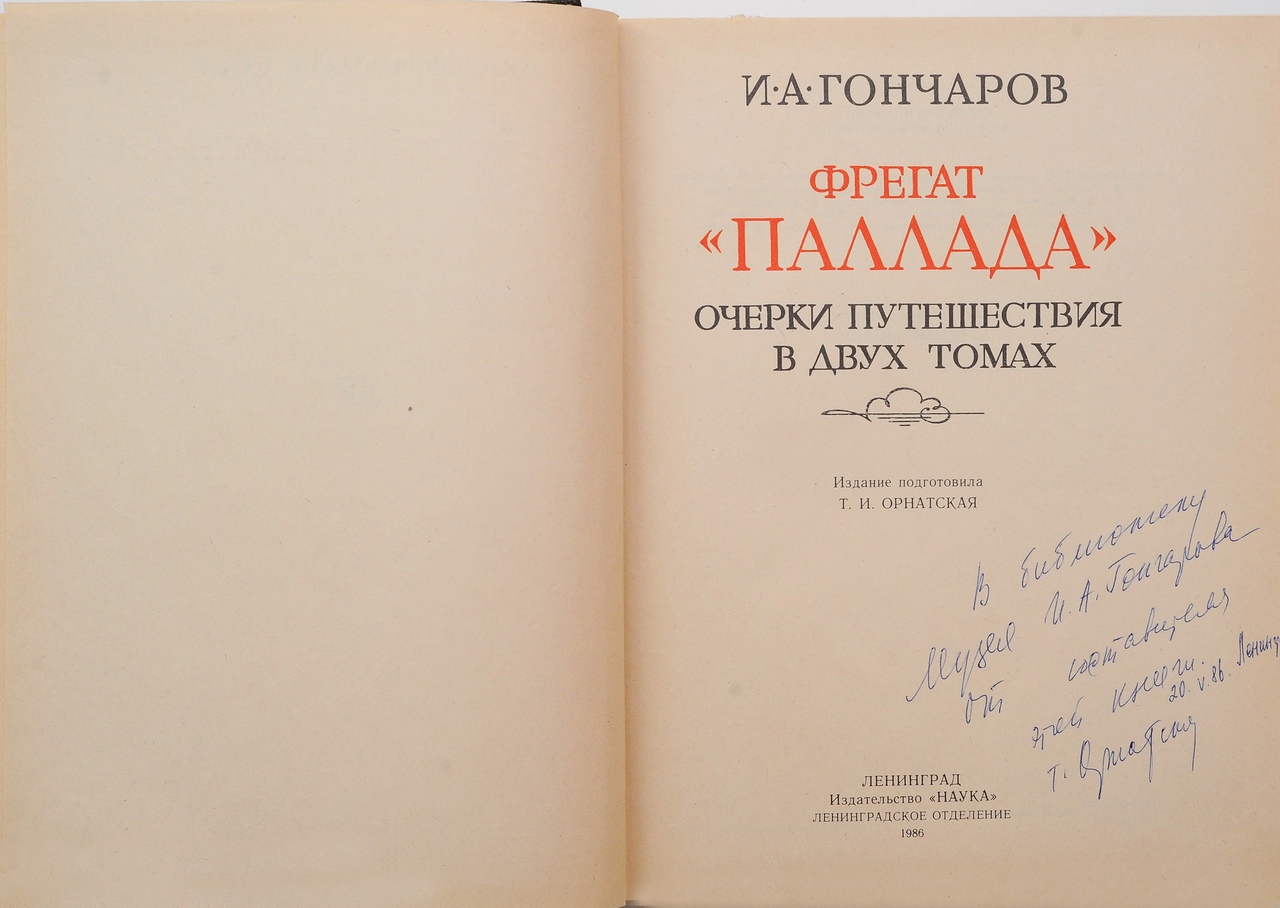 И·А·ГОНЧАРОВ
ФРЕГАТ
«ПАЛЛАДА»
ОЧЕРКИ ПУТЕШЕСТВИЯ
В ДВУХ ТОМАХ
Издание подготовила
Т. И. ОРНАТСКАЯ
В библиотеку
Музея И. А. Гончарова
от составителя
этой книги.
20. V. 86.
Т. Орнатская
ЛЕНИНГРАД
Издательство «НАУКА»
ЛЕНИНГРАДСКОЕ ОТДЕЛЕНИЕ
1986